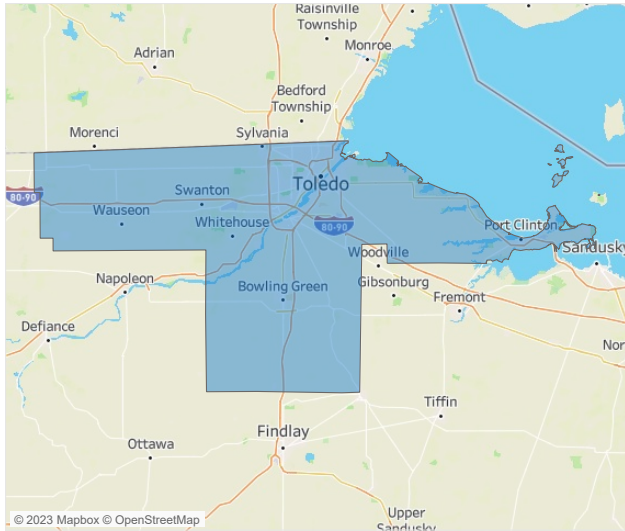 Raisinville
Township
Monroe
Adrian
Bedford
Township
Morenci
Sylvania
Toledo
80-90
Swanton
Wauseon
Whitehouse
80-90
Port Clinton
Woodville
Sandusky
Napoleon
Bowling Green
Gibsonburg
Fremont
Defiance
Nor
Tiffin
Findlay
Ottawa
Upper
Sandusky
© 2023 Mapbox © OpenStreetMap